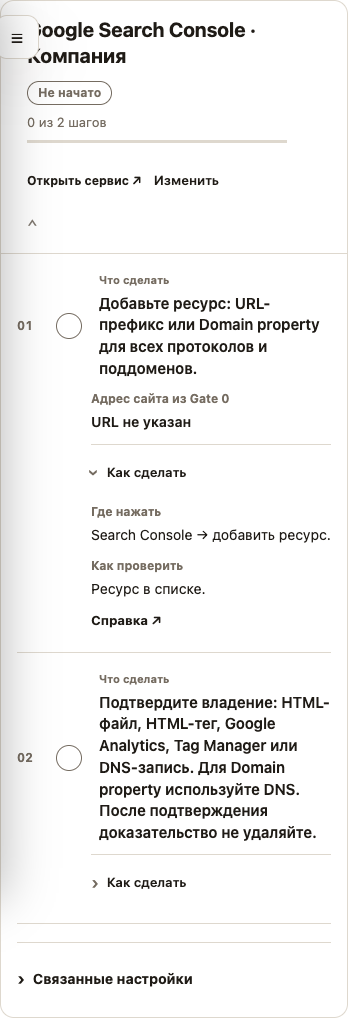 Google Search Console ·
Компания
Не начато
0 из 2 шагов
Открыть сервис ↗ Изменить
Что сделать
01
Добавьте ресурс: URL-
префикс или Domain property
для всех протоколов и
поддоменов.
Адрес сайта из Gate 0
URL не указан
Как сделать
Где нажать
Search Console → добавить ресурс.
Как проверить
Ресурс в списке.
Справка ↗
Что сделать
02
Подтвердите владение: HTML-
файл, HTML-тег, Google
Analytics, Tag Manager или
DNS-запись. Для Domain
property используйте DNS.
После подтверждения
доказательство не удаляйте.
Как сделать
Связанные настройки